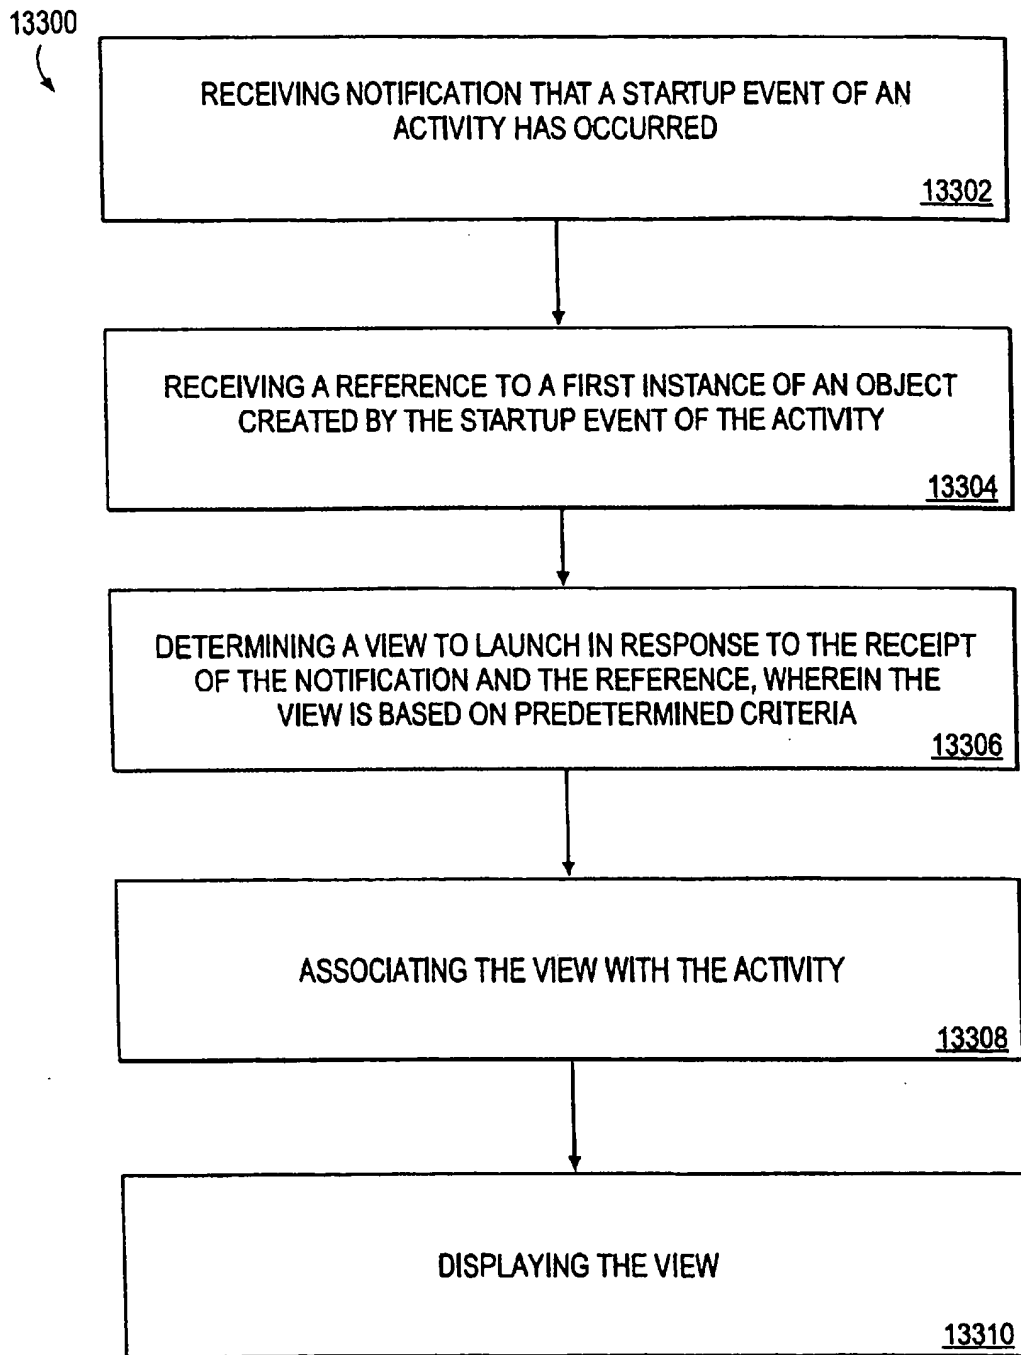 13300
RECEIVING NOTIFICATION THAT A STARTUP EVENT OF AN
ACTIVITY HAS OCCURRED
13302
RECEIVING A REFERENCE TO A FIRST INSTANCE OF AN OBJECT
CREATED BY THE STARTUP EVENT OF THE ACTIVITY
13304
DETERMINING A VIEW TO LAUNCH IN RESPONSE TO THE RECEIPT
OF THE NOTIFICATION AND THE REFERENCE, WHEREIN THE
VIEW IS BASED ON PREDETERMINED CRITERIA
13306
ASSOCIATING THE VIEW WITH THE ACTIVITY
13308
DISPLAYING THE VIEW
13310